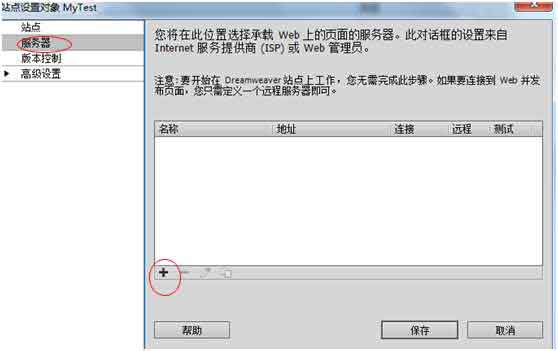 站点设置对象 MyTest
站点
服务器
版本控制
高级设置
您将在此位置选择承载 Web 上的页面的服务器。此对话框的设置来自
Internet 服务提供商 (ISP) 或 Web 管理员。
注意:要开始在 Dreamweaver 站点上工作，您无需完成此步骤。如果要连接到 Web 并发
布页面，您只需定义一个远程服务器即可。
名称 地址 连接 远程 测试
帮助 保存 取消